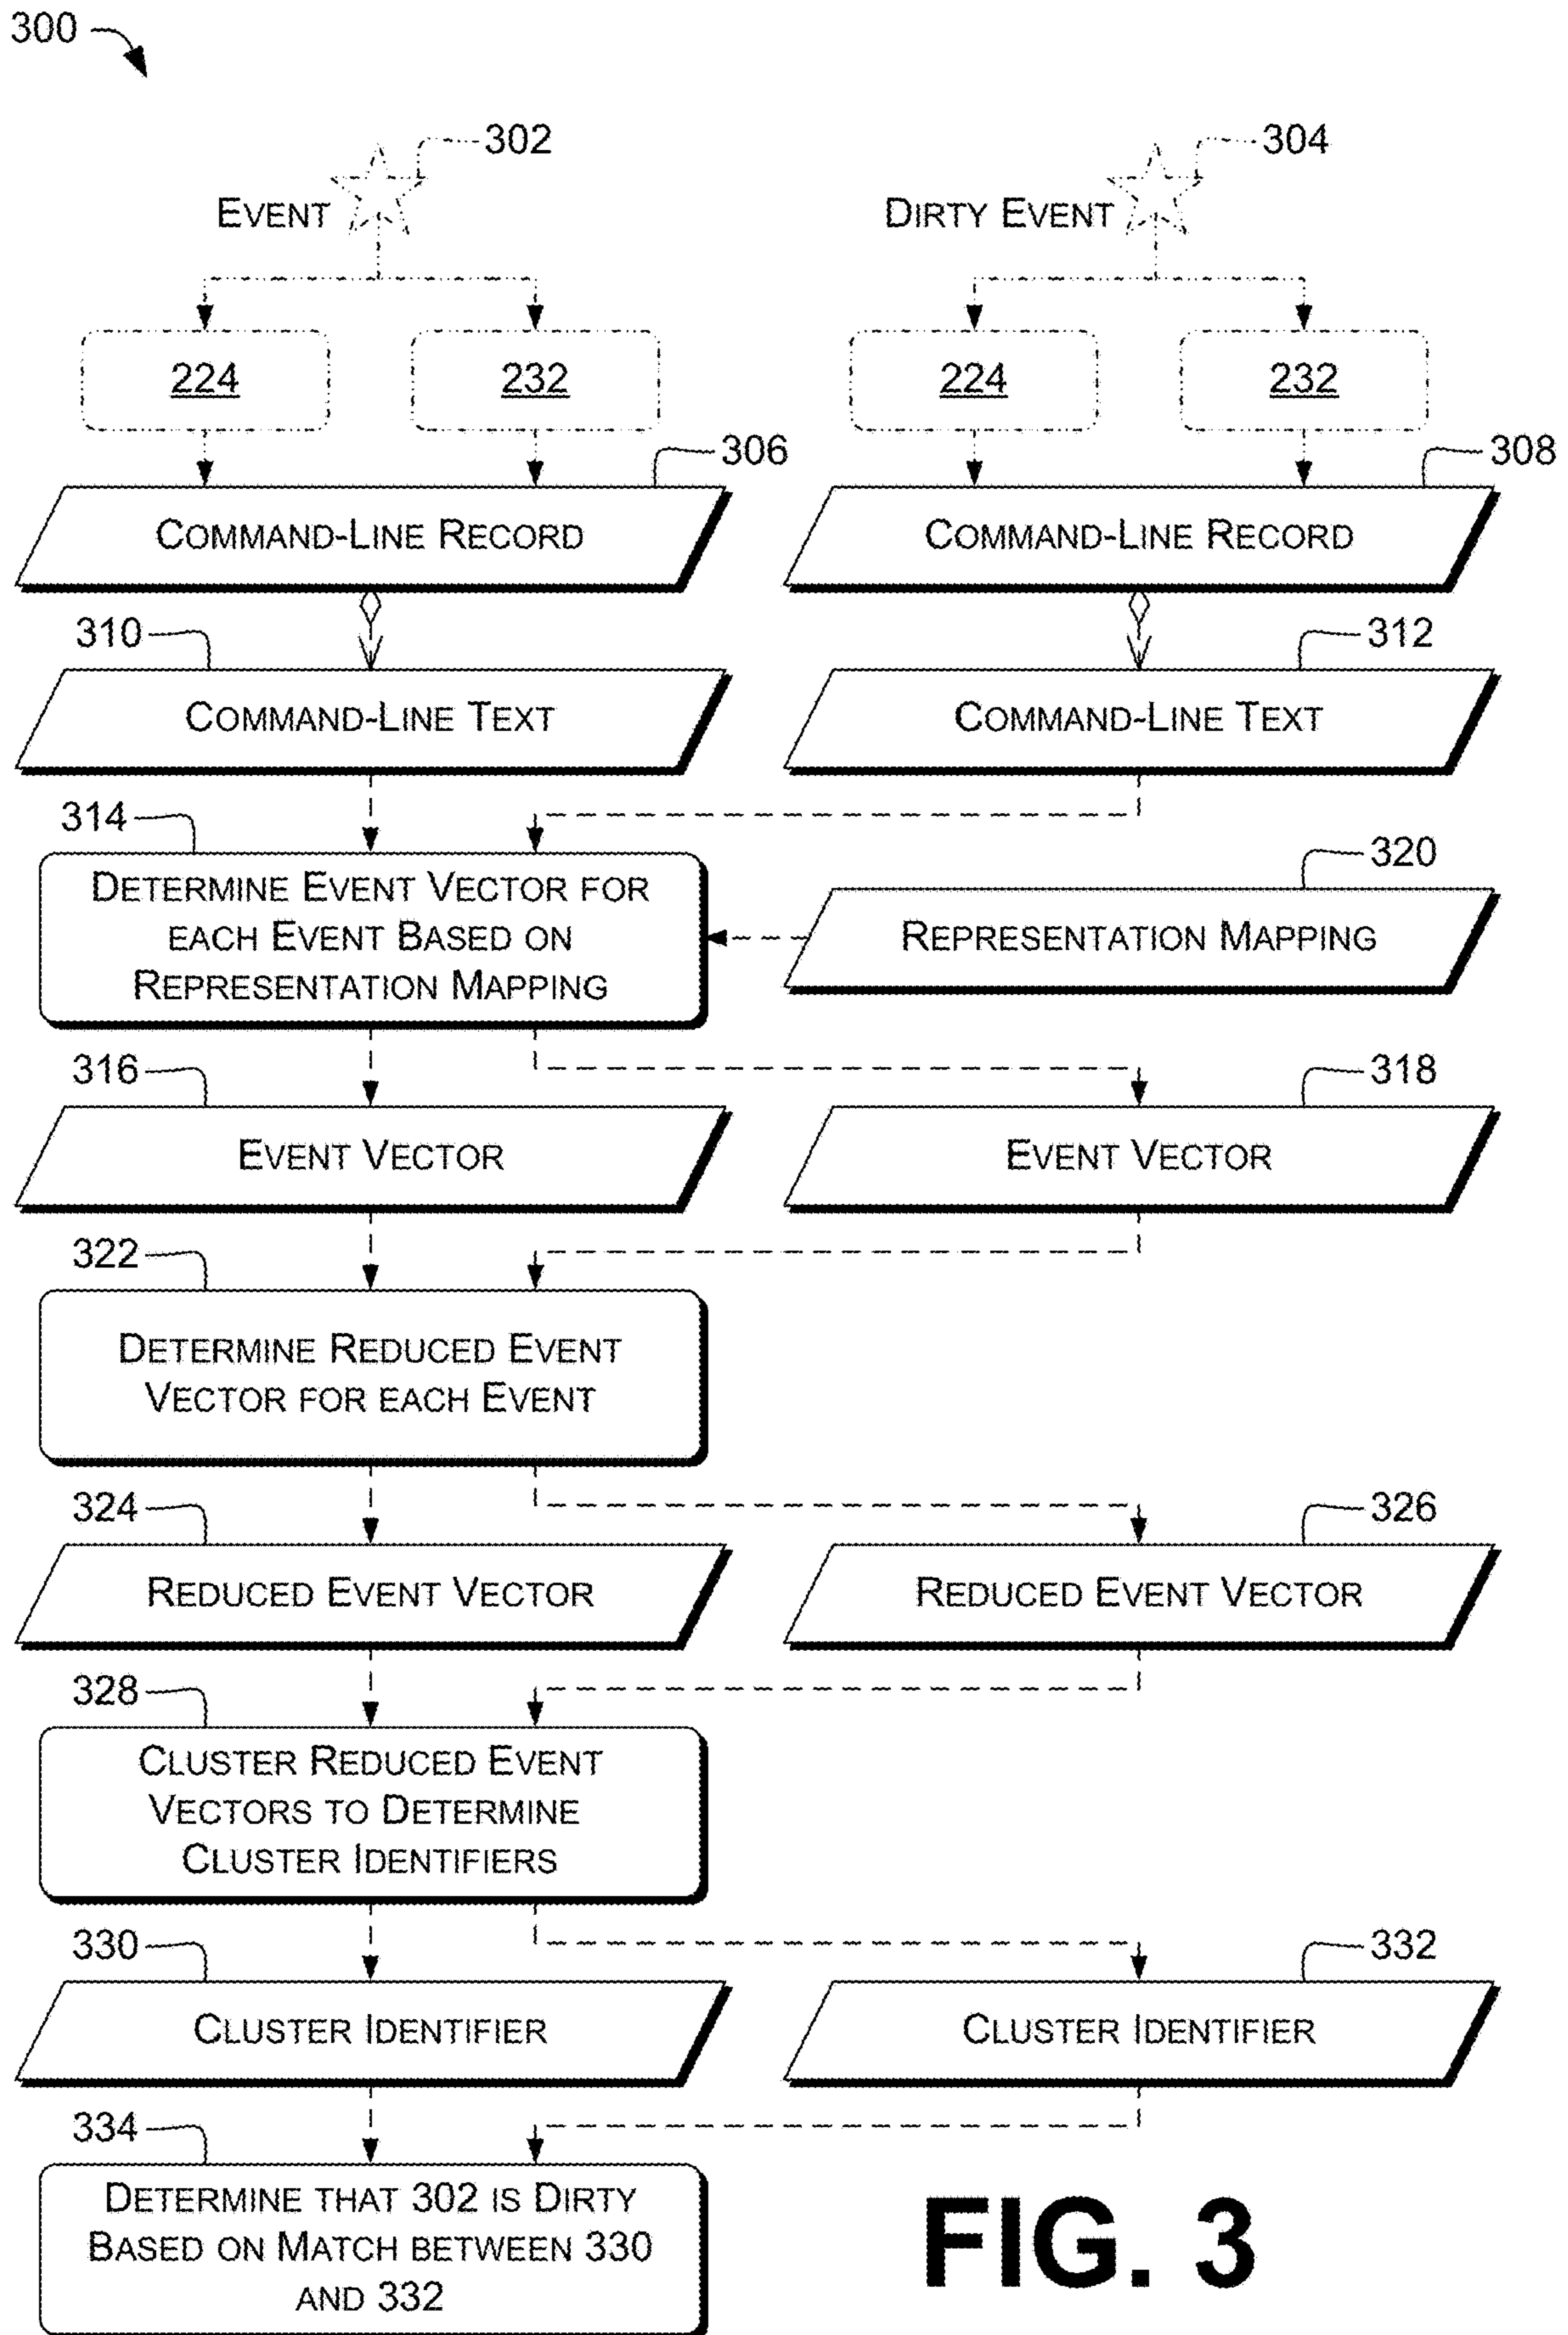 300
302
304
EVENT
DIRTY EVENT
224
232
224
232
306
308
COMMAND-LINE RECORD
COMMAND-LINE RECORD
310
312
COMMAND-LINE TEXT
COMMAND-LINE TEXT
314
320
DETERMINE EVENT VECTOR FOR
EACH EVENT BASED ON
REPRESENTATION MAPPING
REPRESENTATION MAPPING
316
318
EVENT VECTOR
EVENT VECTOR
322
DETERMINE REDUCED EVENT
VECTOR FOR EACH EVENT
324
326
REDUCED EVENT VECTOR
REDUCED EVENT VECTOR
328
CLUSTER REDUCED EVENT
VECTORS TO DETERMINE
CLUSTER IDENTIFIERS
330
332
CLUSTER IDENTIFIER
CLUSTER IDENTIFIER
334
DETERMINE THAT 302 IS DIRTY
BASED ON MATCH BETWEEN 330
AND 332
FIG. 3